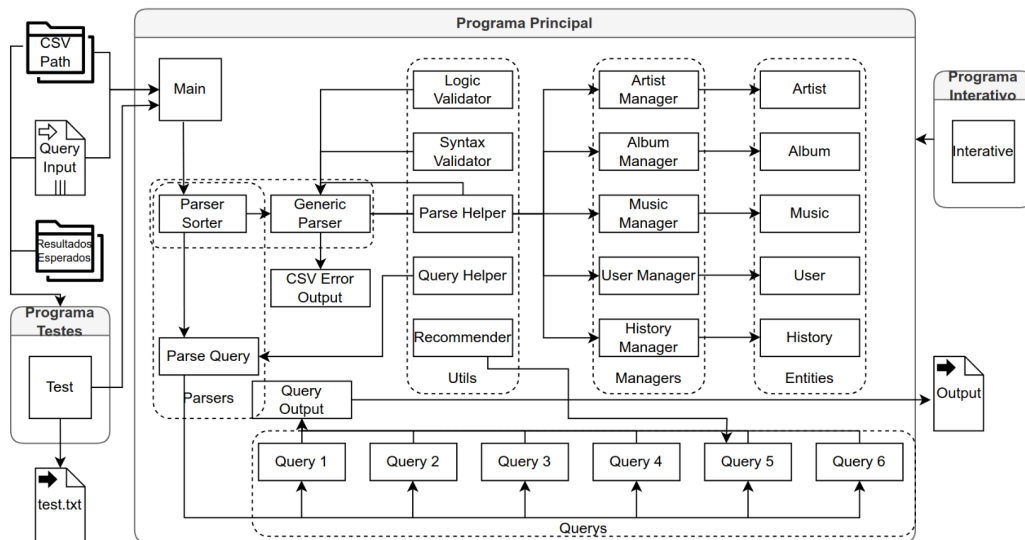 Programa Principal
CSV
Path
Main
Query
Input
Resultados
Esperados
Programa
Testes
Test
test.txt
Parser
Sorter
Generic
Parser
CSV Error
Output
Parse Query
Parsers
Query
Output
Logic
Validator
Syntax
Validator
Parse Helper
Query Helper
Recommender
Utils
Artist
Manager
Album
Manager
Music
Manager
User Manager
History
Manager
Managers
Artist
Album
Music
User
History
Entities
Programa
Interativo
Interative
Output
Query 1
Query 2
Query 3
Query 4
Query 5
Query 6
Querys